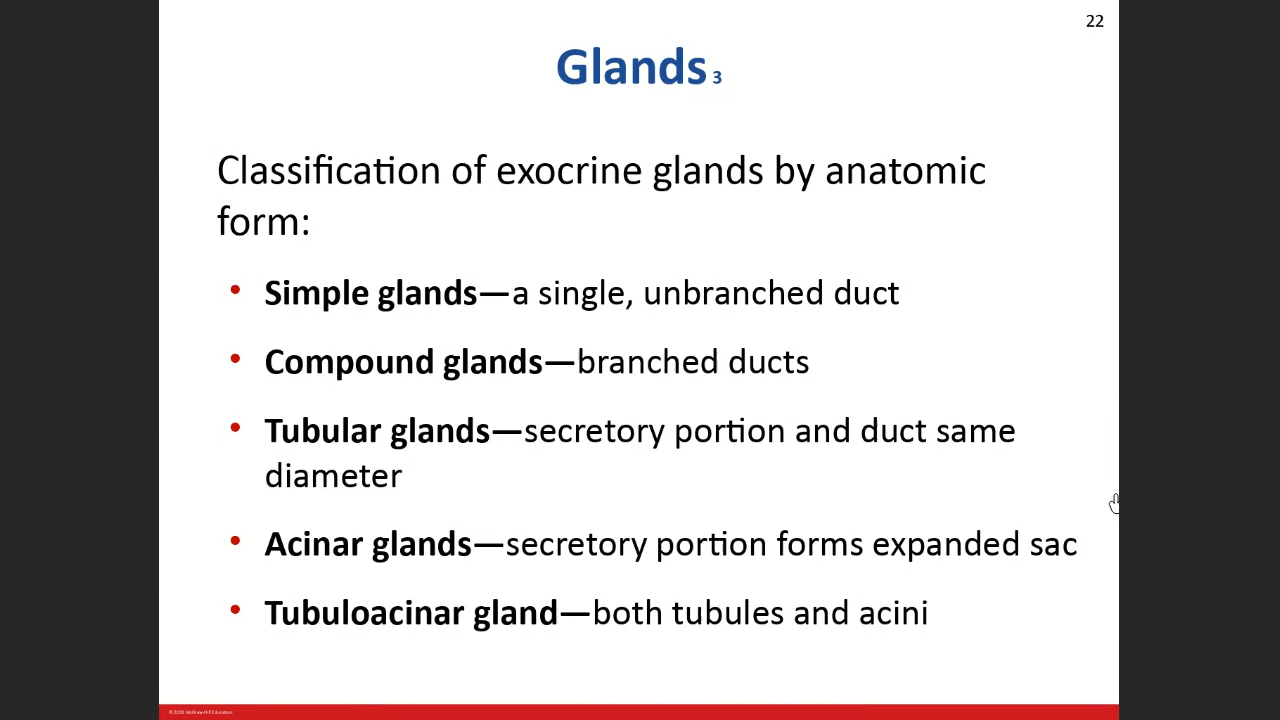 22
Glands 3
Classification of exocrine glands by anatomic
form:
• Simple glands—a single, unbranched duct
• Compound glands—branched ducts
• Tubular glands—secretory portion and duct same
diameter
• Acinar glands—secretory portion forms expanded sac
• Tubuloacinar gland—both tubules and acini